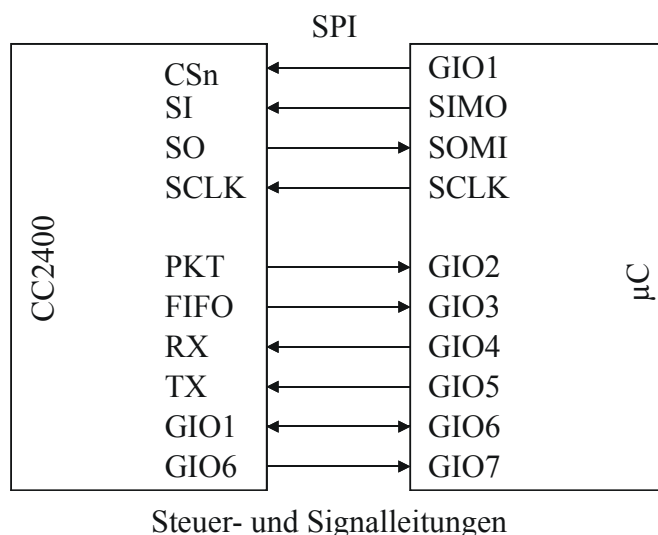 SPI
CSn GIO1
SI SIMO
SO SOMI
SCLK SCLK
CC2400
µC
PKT GIO2
FIFO GIO3
RX GIO4
TX GIO5
GIO1 GIO6
GIO6 GIO7
Steuer- und Signalleitungen